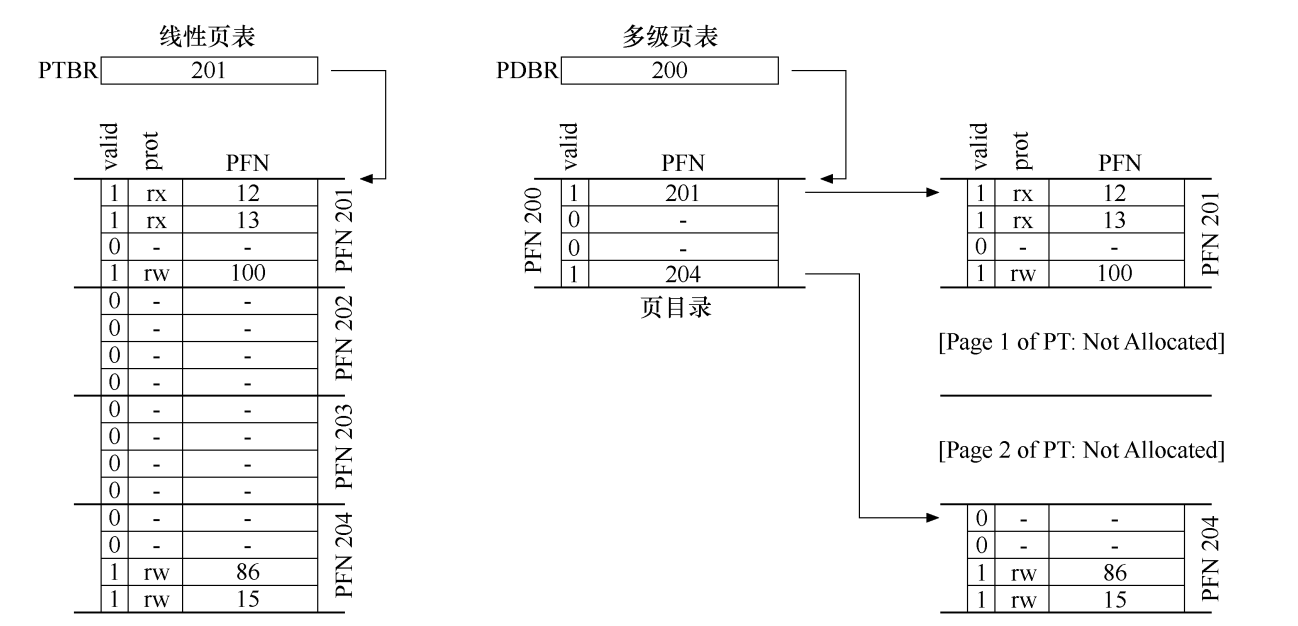 线性页表
PTBR 201
valid prot PFN
1 rx 12
1 rx 13
0 - -
1 rw 100
PFN 201
0 - -
0 - -
0 - -
0 - -
PFN 202
0 - -
0 - -
0 - -
0 - -
PFN 203
0 - -
0 - -
1 rw 86
1 rw 15
PFN 204
多级页表
PDBR 200
valid PFN
PFN 200
1 201
0 -
0 -
1 204
页目录
valid prot PFN
1 rx 12
1 rx 13
0 - -
1 rw 100
PFN 201
[Page 1 of PT: Not Allocated]
[Page 2 of PT: Not Allocated]
0 - -
0 - -
1 rw 86
1 rw 15
PFN 204